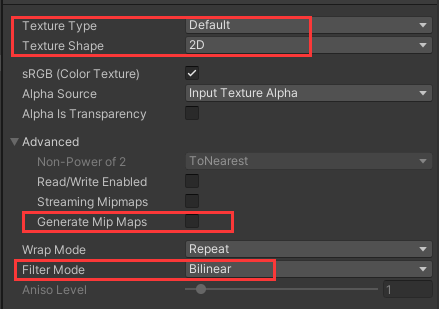 Texture Type Default
Texture Shape 2D
sRGB (Color Texture)
Alpha Source Input Texture Alpha
Alpha Is Transparency
Advanced
Non-Power of 2 ToNearest
Read/Write Enabled
Streaming Mipmaps
Generate Mip Maps
Wrap Mode Repeat
Filter Mode Bilinear
Aniso Level 1